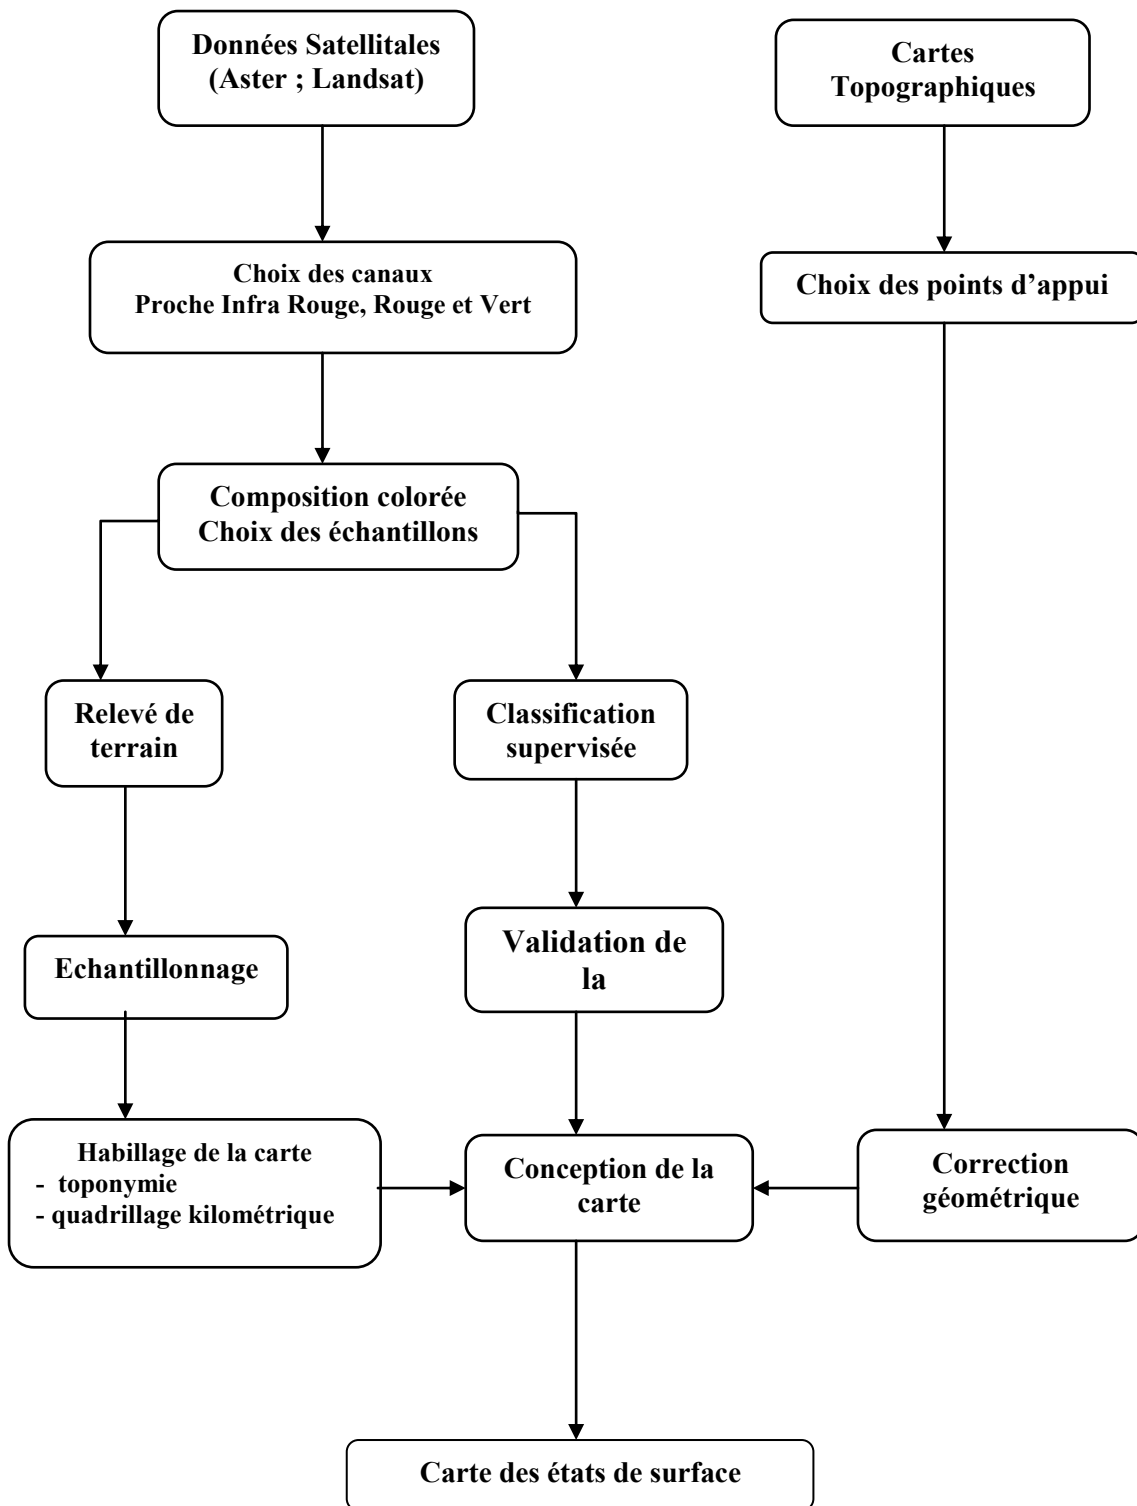 Données Satellitales
(Aster ; Landsat)
Cartes
Topographiques
Choix des canaux
Proche Infra Rouge, Rouge et Vert
Choix des points d’appui
Composition colorée
Choix des échantillons
Relevé de
terrain
Classification
supervisée
Echantillonnage
Validation de
la
Habillage de la carte
- toponymie
- quadrillage kilométrique
Conception de la
carte
Correction
géométrique
Carte des états de surface